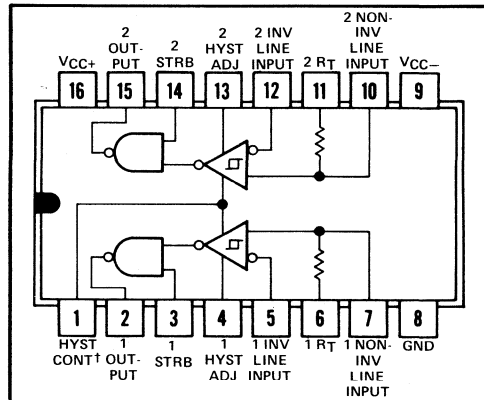 2 OUT-PUT
2 STRB
2 HYST ADJ
2 INV LINE INPUT
2 RT
2 NON-INV LINE INPUT
VCC+
VCC−
16 15 14 13 12 11 10 9
1 2 3 4 5 6 7 8
HYST CONT†
1 OUT-PUT
1 STRB
1 HYST ADJ
1 INV LINE INPUT
1 RT
1 NON-INV LINE INPUT
GND